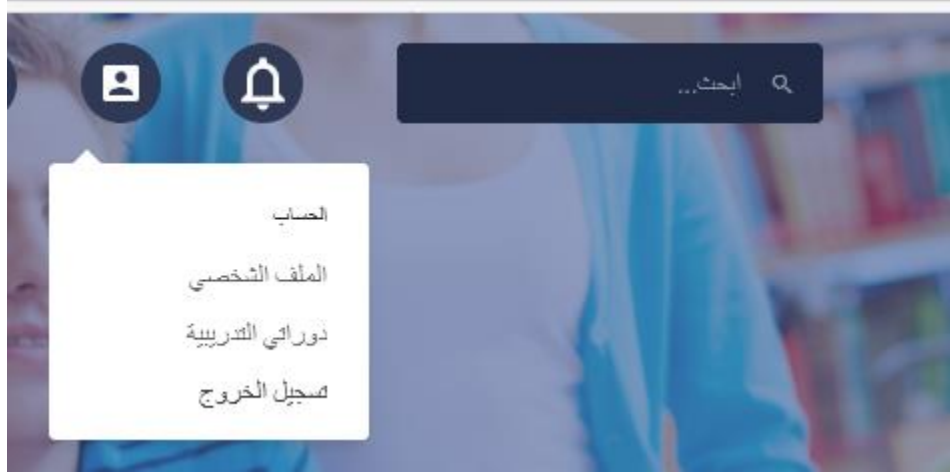 ابحث...
الحساب
الملف الشخصي
دوراتي التدريبية
تسجيل الخروج